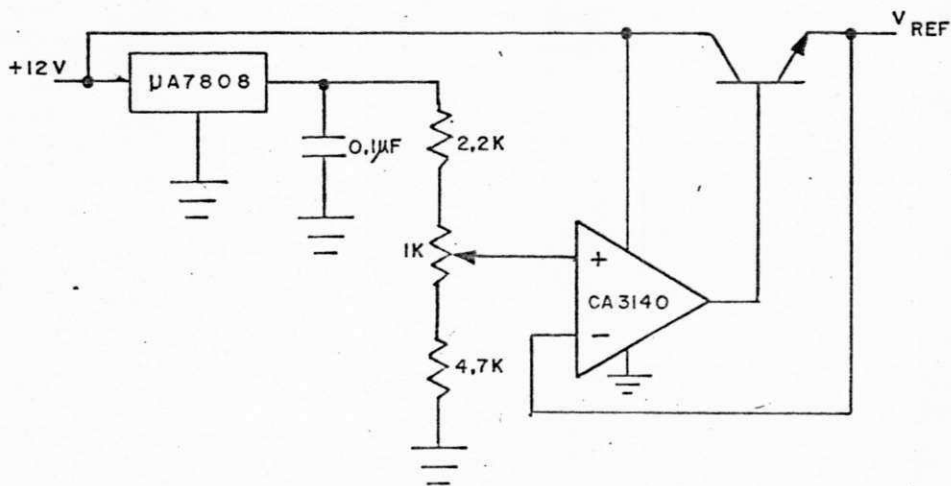 V REF
+12V
μA7808
0.1μF
2.2K
1K
+
CA3140
-
4.7K